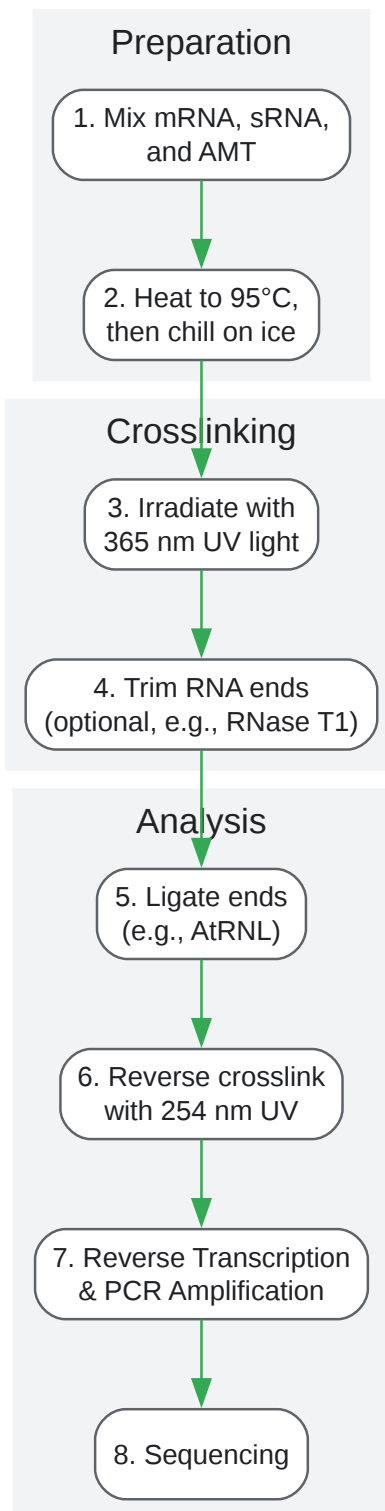 Preparation
1. Mix mRNA, sRNA,
and AMT
2. Heat to 95°C,
then chill on ice
Crosslinking
3. Irradiate with
365 nm UV light
4. Trim RNA ends
(optional, e.g., RNase T1)
Analysis
5. Ligate ends
(e.g., AtRNL)
6. Reverse crosslink
with 254 nm UV
7. Reverse Transcription
& PCR Amplification
8. Sequencing